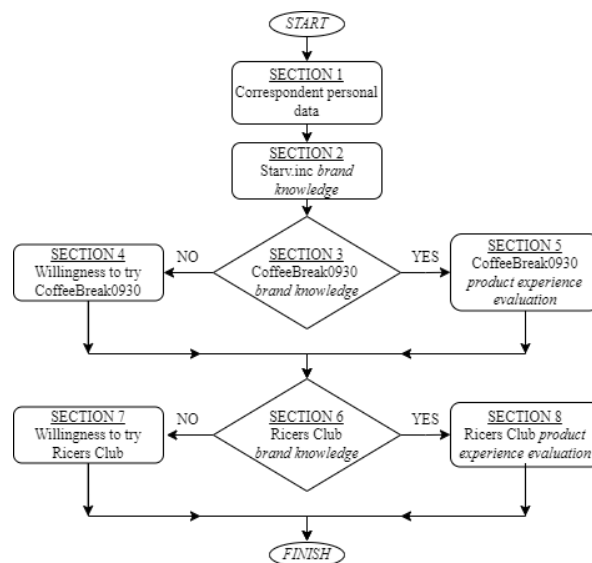 START
SECTION 1
Correspondent personal
data
SECTION 2
Starv.inc brand
knowledge
SECTION 4
Willingness to try
CoffeeBreak0930
NO
SECTION 3
CoffeeBreak0930
brand knowledge
YES
SECTION 5
CoffeeBreak0930
product experience
evaluation
SECTION 7
Willingness to try
Ricers Club
NO
SECTION 6
Ricers Club
brand knowledge
YES
SECTION 8
Ricers Club product
experience evaluation
FINISH